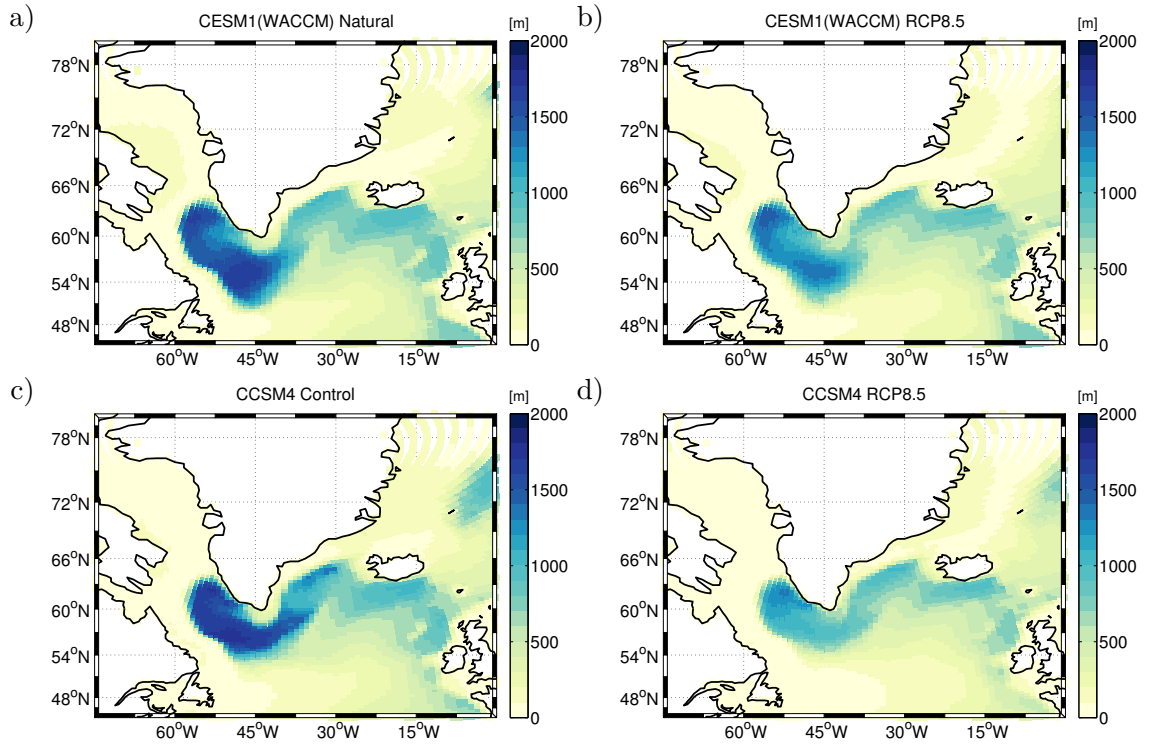 a)
CESM1(WACCM) Natural
[m]
78°N
72°N
66°N
60°N
54°N
48°N
60°W
45°W
30°W
15°W
2000
1500
1000
500
0
b)
CESM1(WACCM) RCP8.5
[m]
78°N
72°N
66°N
60°N
54°N
48°N
60°W
45°W
30°W
15°W
2000
1500
1000
500
0
c)
CCSM4 Control
[m]
78°N
72°N
66°N
60°N
54°N
48°N
60°W
45°W
30°W
15°W
2000
1500
1000
500
0
d)
CCSM4 RCP8.5
[m]
78°N
72°N
66°N
60°N
54°N
48°N
60°W
45°W
30°W
15°W
2000
1500
1000
500
0